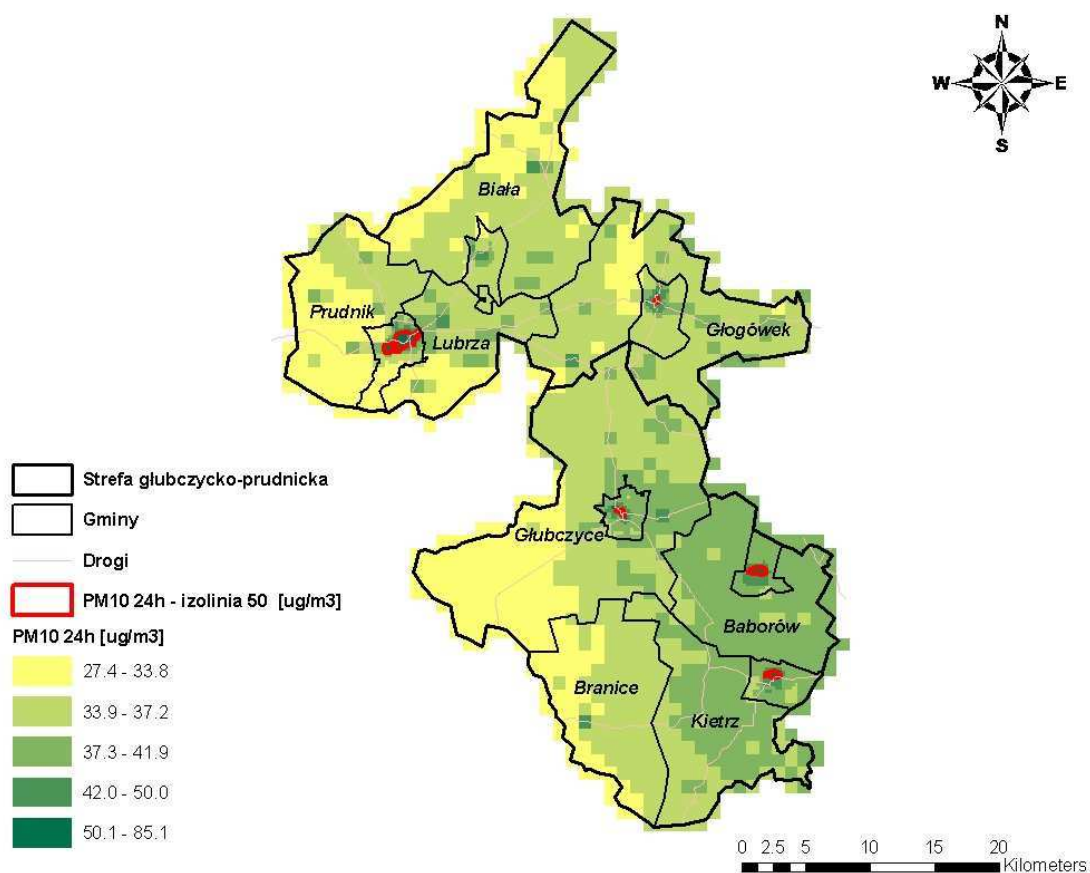 N
W E
S
Biała
Prudnik
Lubrza
Głogówek
Głubczyce
Baborów
Branice
Kietrz
Strefa głubczycko-prudnicka
Gminy
Drogi
PM10 24h - izolinia 50 [ug/m3]
PM10 24h [ug/m3]
27.4 - 33.8
33.9 - 37.2
37.3 - 41.9
42.0 - 50.0
50.1 - 85.1
0 2.5 5 10 15 20
Kilometers